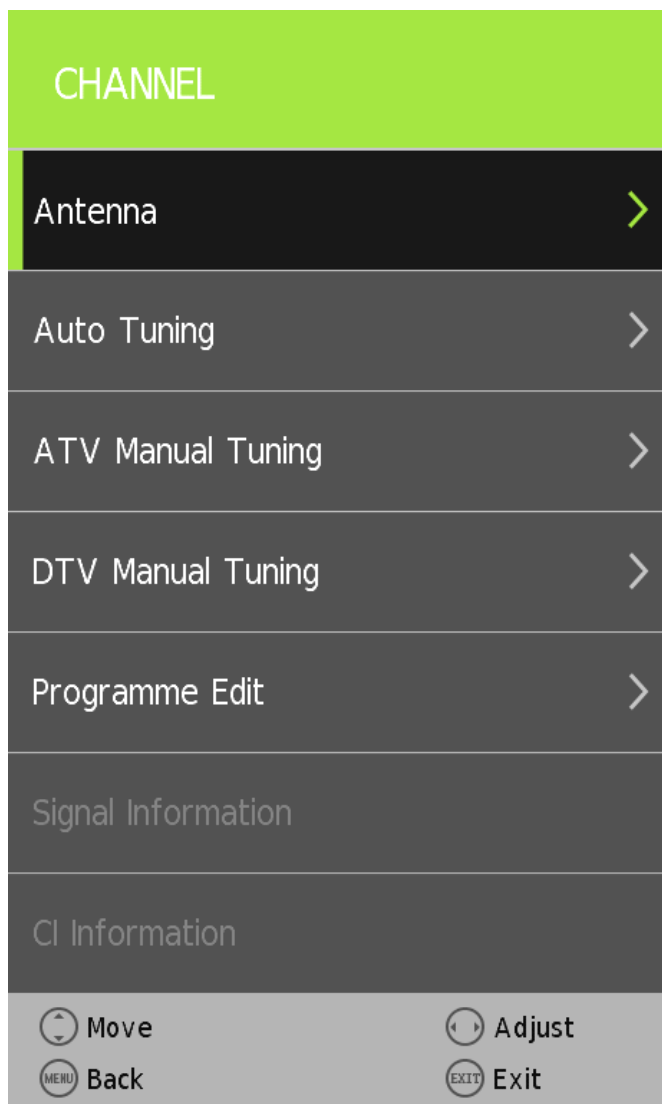 CHANNEL
Antenna
Auto Tuning
ATV Manual Tuning
DTV Manual Tuning
Programme Edit
Signal Information
CI Information
Move Adjust
MENU Back EXIT Exit